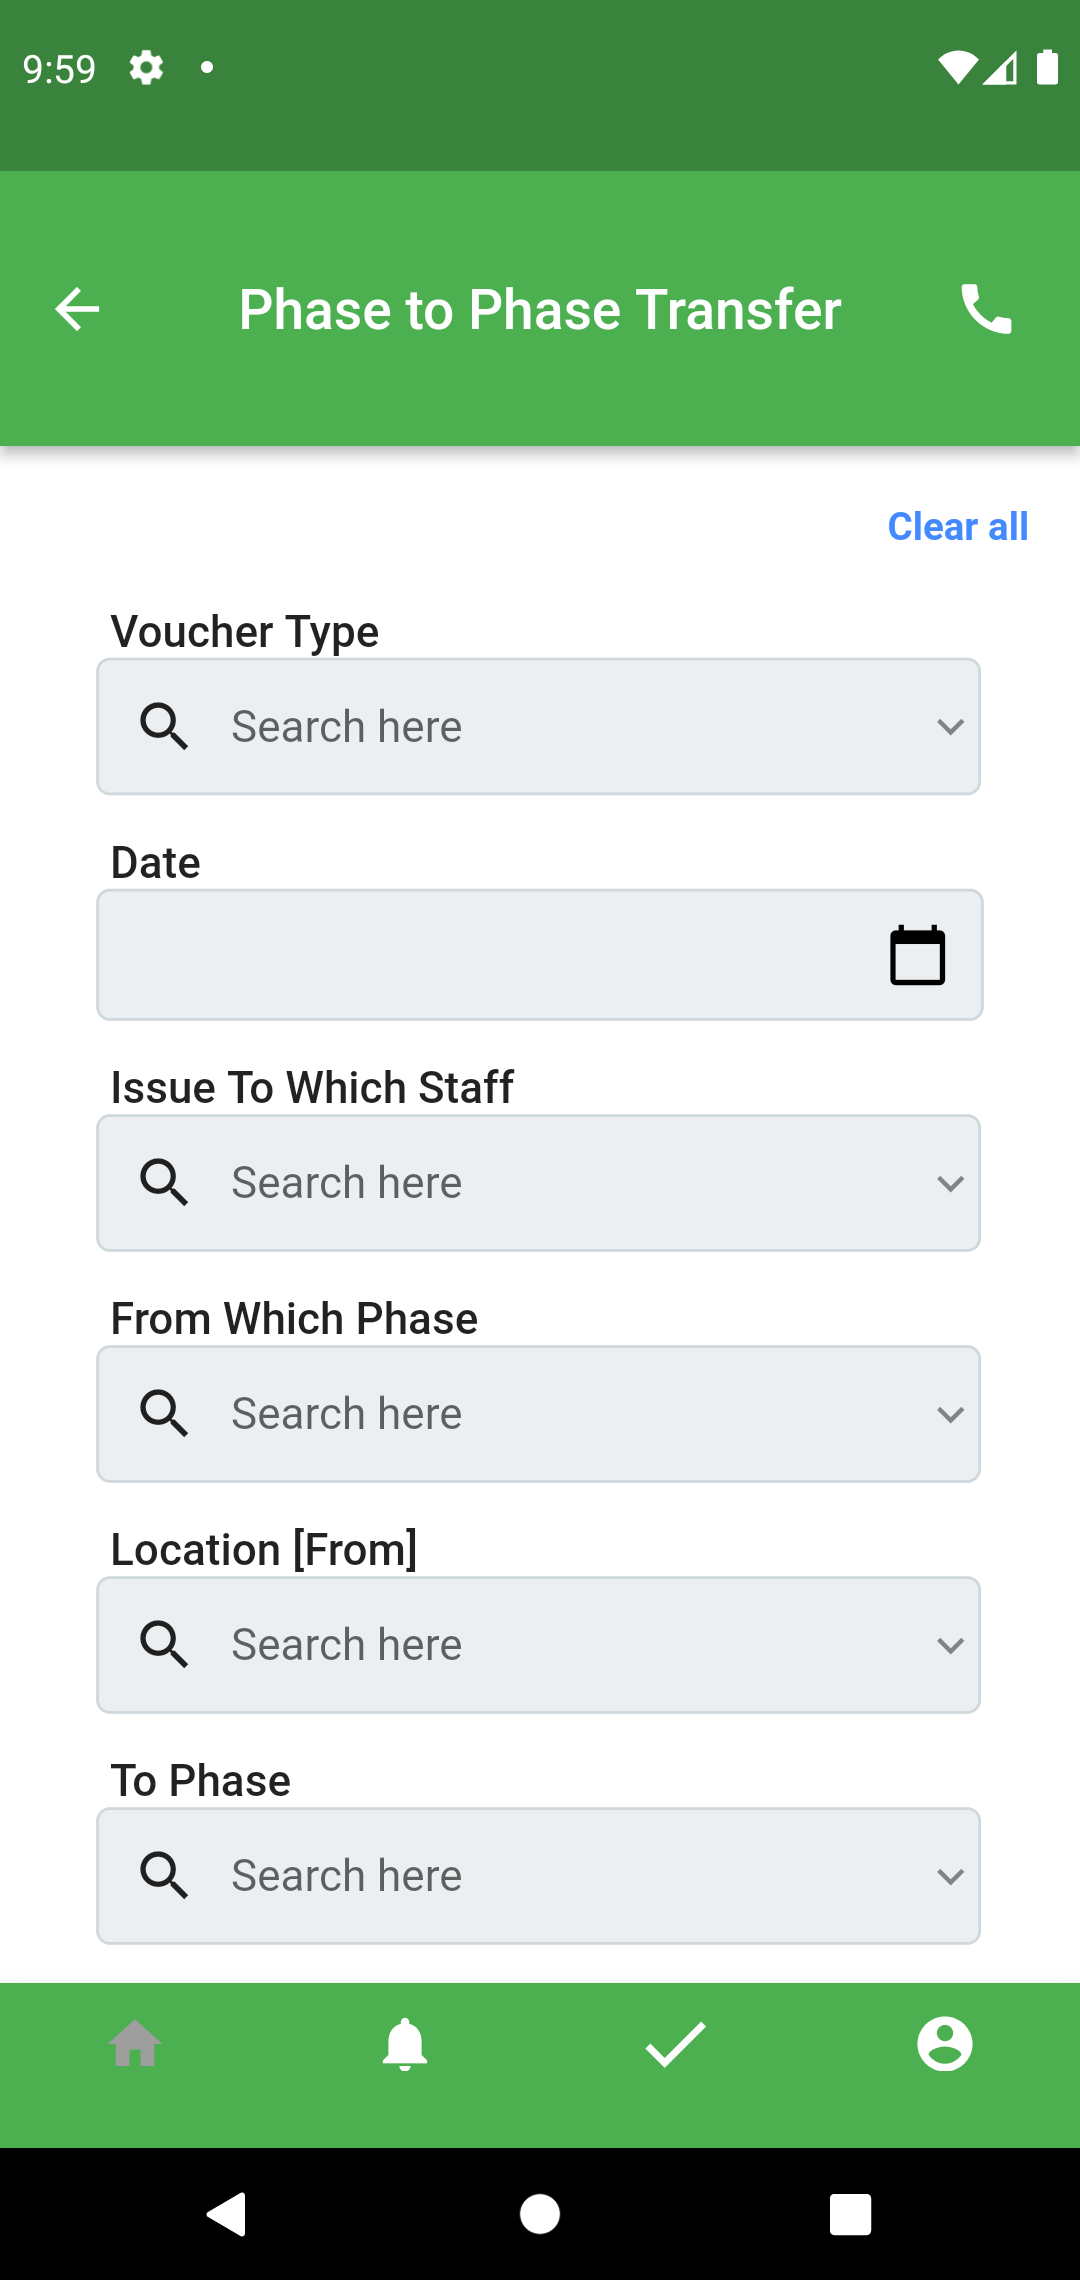 9:59
Phase to Phase Transfer
Clear all
Voucher Type
Search here
Date
Issue To Which Staff
Search here
From Which Phase
Search here
Location [From]
Search here
To Phase
Search here